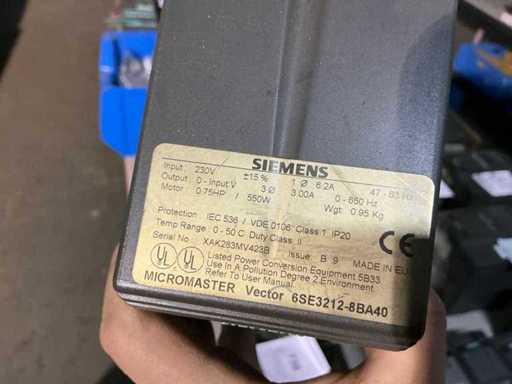 SIEMENS
Input : 230V ±15% 1 Ø 6.2A 47 - 63 Hz
Output : 0 - Input V 3 Ø 3.00A 0 - 650 Hz
Motor : 0.75HP / 550W Wgt: 0.95 Kg
Protection : IEC 536 / VDE 0106 Class 1 IP20
Temp Range : 0 - 50 C Duty Class II
Serial No : XAK283MV423B Issue B 9 MADE IN EU
CE
UL UL Listed Power Conversion Equipment 5B33
Use In A Pollution Degree 2 Environment.
Refer To User Manual.
MICROMASTER Vector 6SE3212-8BA40